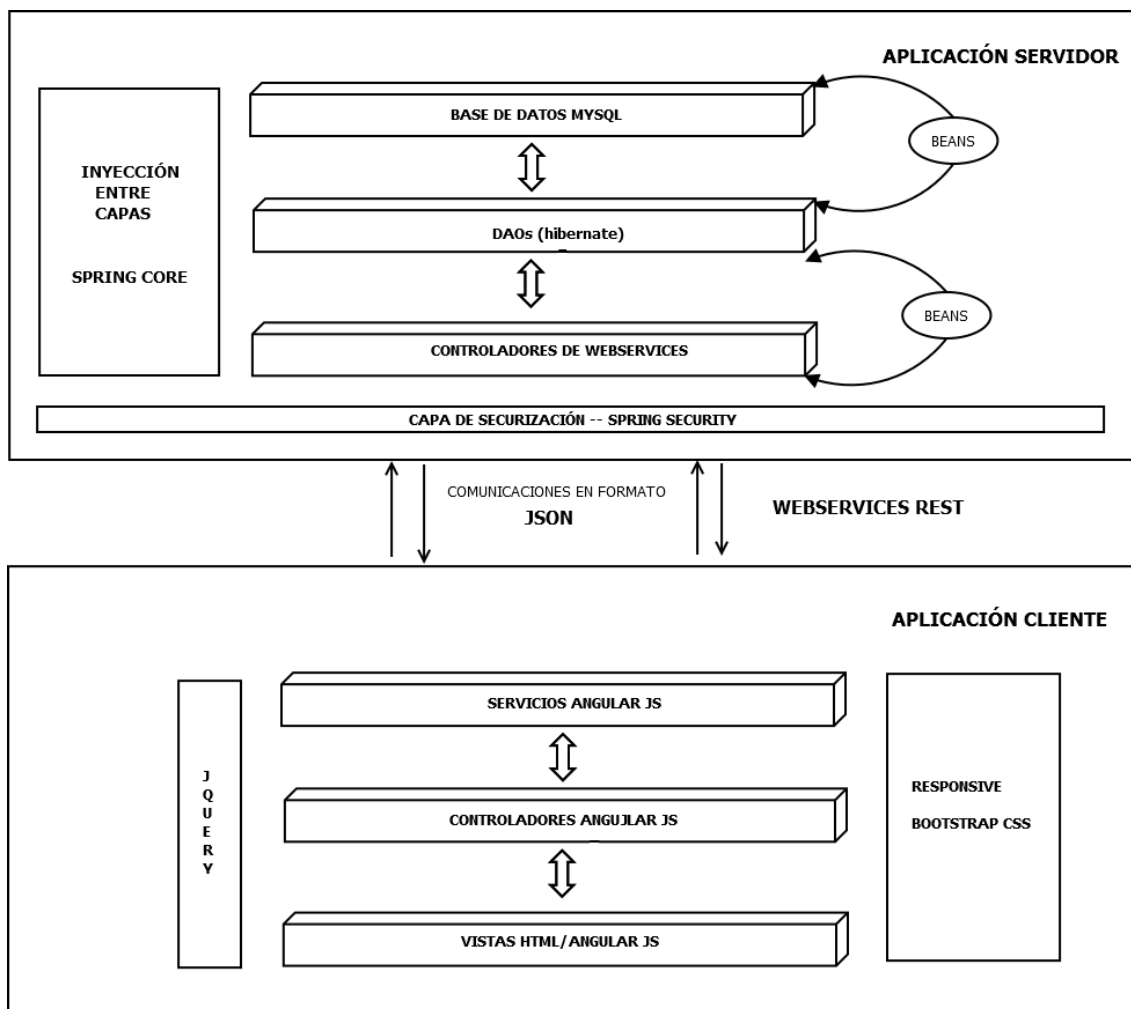 APLICACIÓN SERVIDOR
BASE DE DATOS MYSQL
BEANS
INYECCIÓN
ENTRE
CAPAS
SPRING CORE
DAOs (hibernate)
BEANS
CONTROLADORES DE WEBSERVICES
CAPA DE SECURIZACIÓN -- SPRING SECURITY
COMUNICACIONES EN FORMATO
JSON
WEBSERVICES REST
APLICACIÓN CLIENTE
SERVICIOS ANGULAR JS
J
Q
U
E
R
Y
CONTROLADORES ANGUJLAR JS
RESPONSIVE
BOOTSTRAP CSS
VISTAS HTML/ANGULAR JS